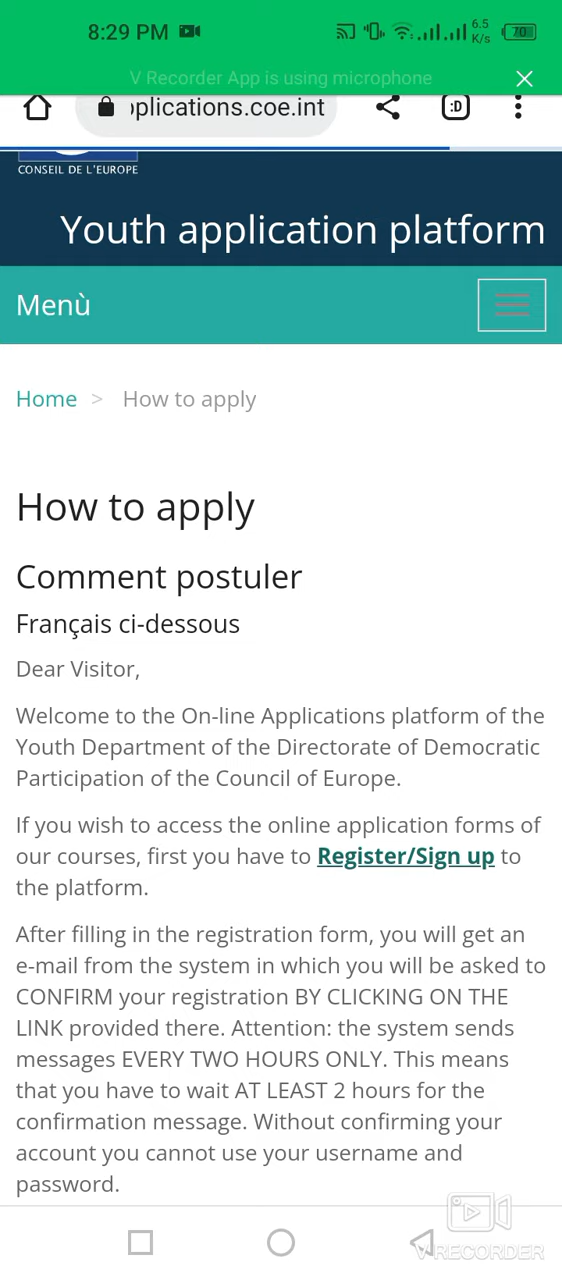 8:29 PM 6.5 K/s 70
V Recorder App is using microphone
plications.coe.int :D
CONSEIL DE L'EUROPE
Youth application platform
Menù
Home > How to apply
How to apply
Comment postuler
Français ci-dessous
Dear Visitor,
Welcome to the On-line Applications platform of the
Youth Department of the Directorate of Democratic
Participation of the Council of Europe.
If you wish to access the online application forms of
our courses, first you have to Register/Sign up to
the platform.
After filling in the registration form, you will get an
e-mail from the system in which you will be asked to
CONFIRM your registration BY CLICKING ON THE
LINK provided there. Attention: the system sends
messages EVERY TWO HOURS ONLY. This means
that you have to wait AT LEAST 2 hours for the
confirmation message. Without confirming your
account you cannot use your username and
password.
VRECORDER